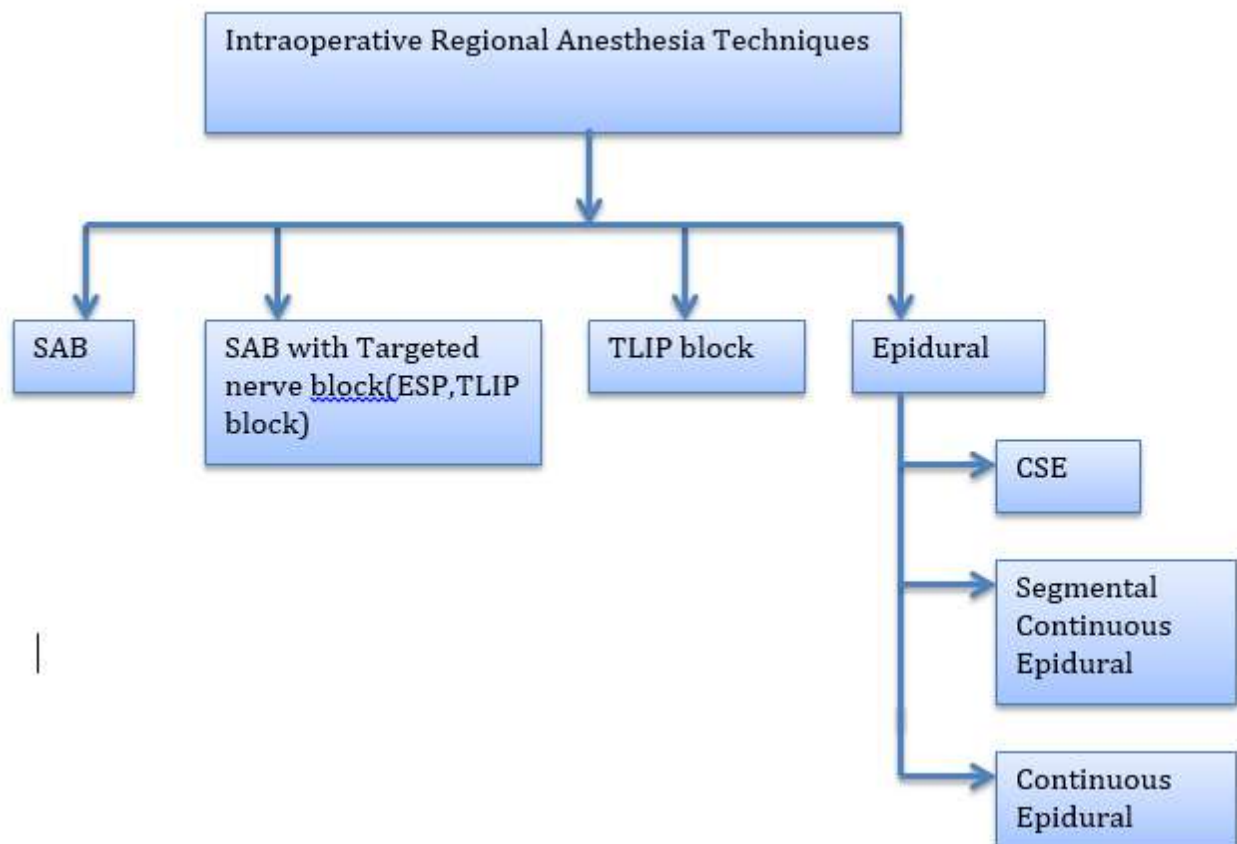 Intraoperative Regional Anesthesia Techniques
SAB
SAB with Targeted
nerve block(ESP,TLIP
block)
TLIP block
Epidural
CSE
Segmental
Continuous
Epidural
Continuous
Epidural